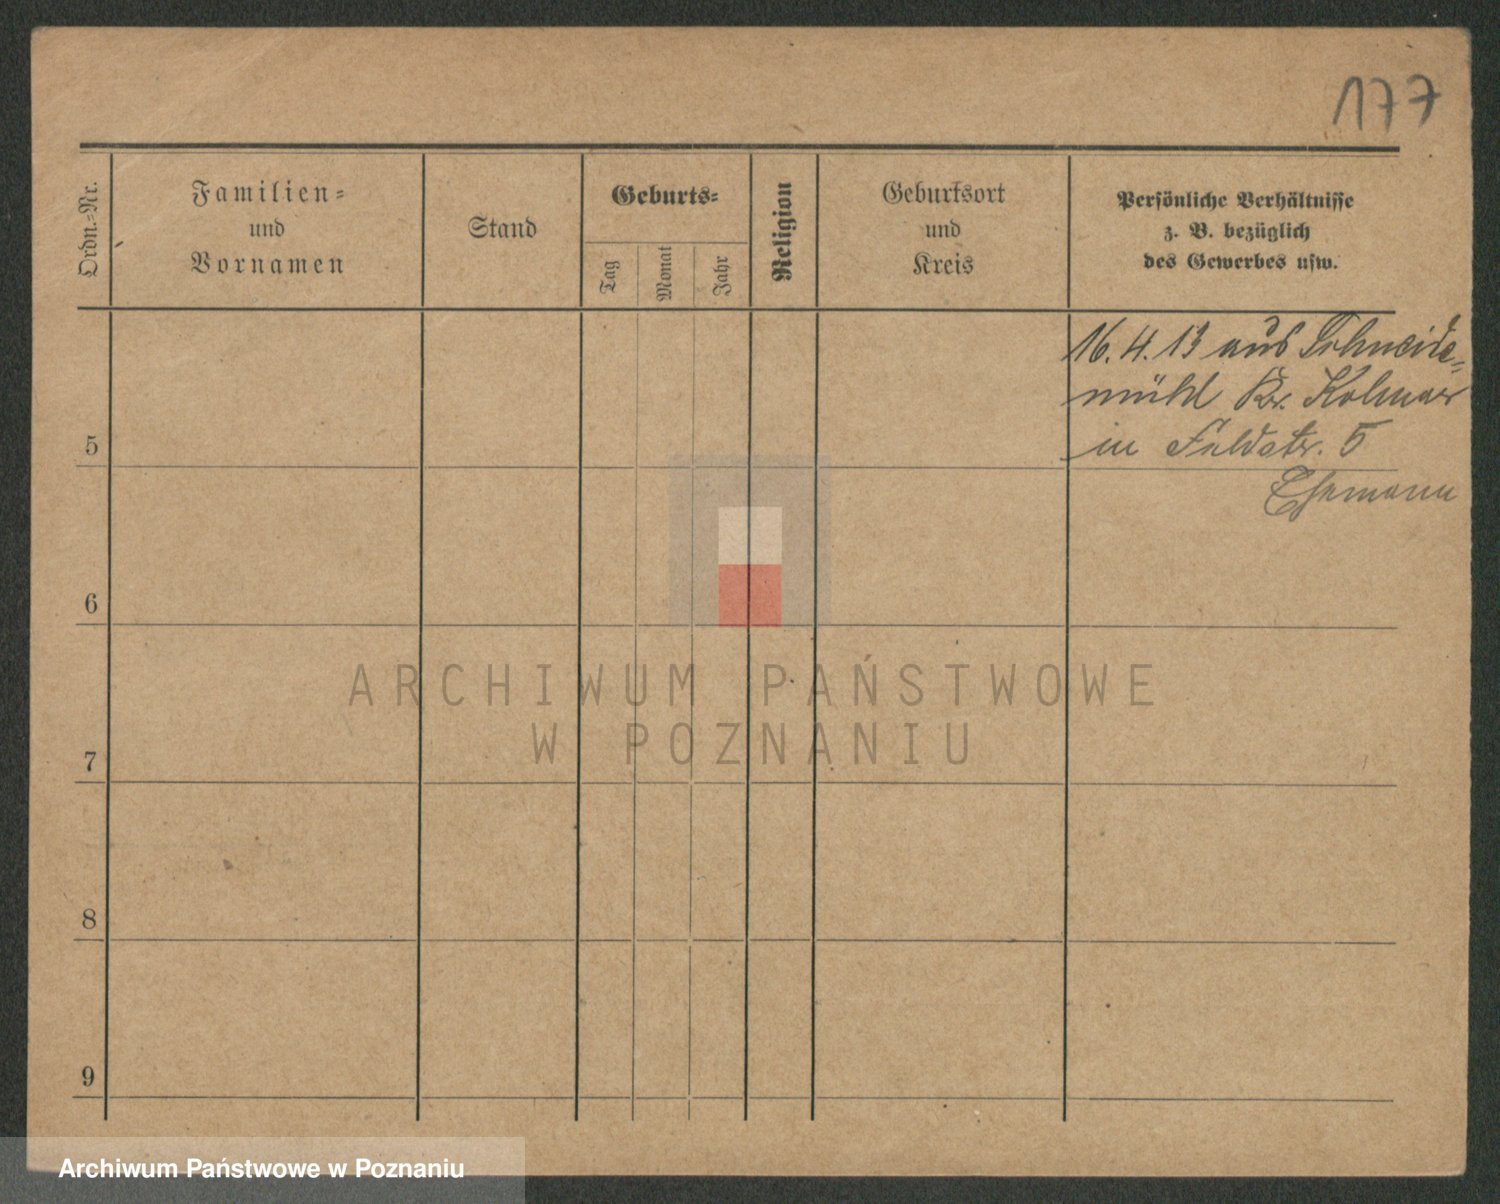 177
Ordn.-Nr.
Familien-
und
Vornamen
Stand
Geburts-
Tag
Monat
Jahr
Religion
Geburtsort
und
Kreis
Persönliche Verhältnisse
z. B. bezüglich
des Gewerbes usw.
16. 4. 13 aus Schneide-
mühl Kr. Kolmar
in Feldstr. 5
Ehemann
5
6
7
8
9
ARCHIWUM PAŃSTWOWE
W POZNANIU
Archiwum Państwowe w Poznaniu